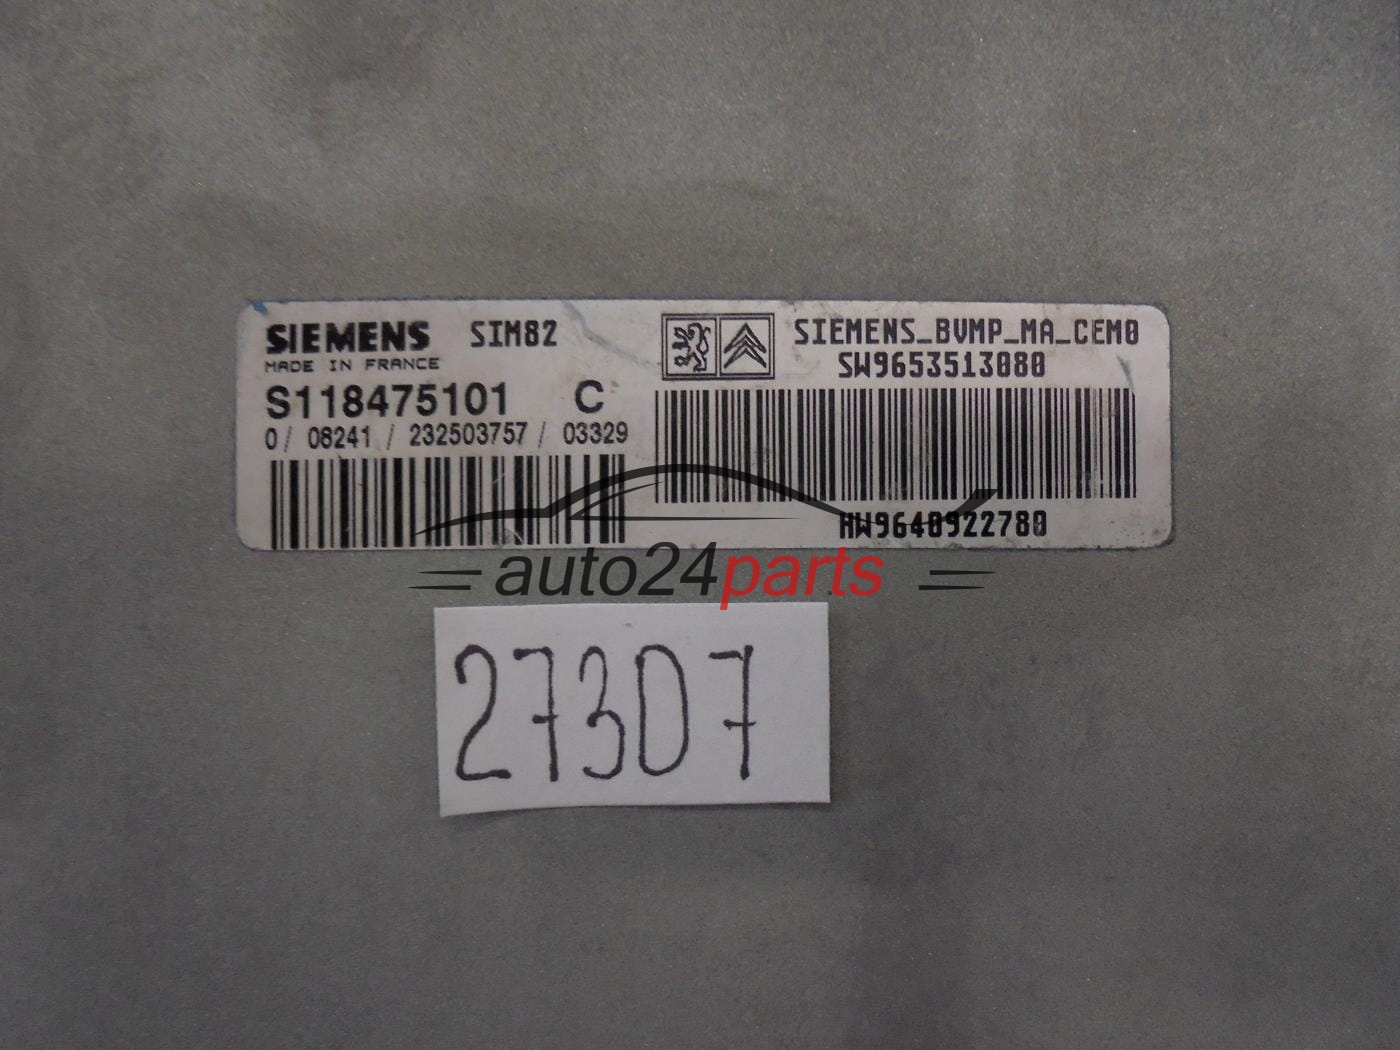 SIEMENS SIM82
MADE IN FRANCE
S118475101 C
0/ 08241 / 232503757 / 03329
SIEMENS_BVMP_MA_CEM0
SW9653513080
HW9640922780
auto24parts
27307